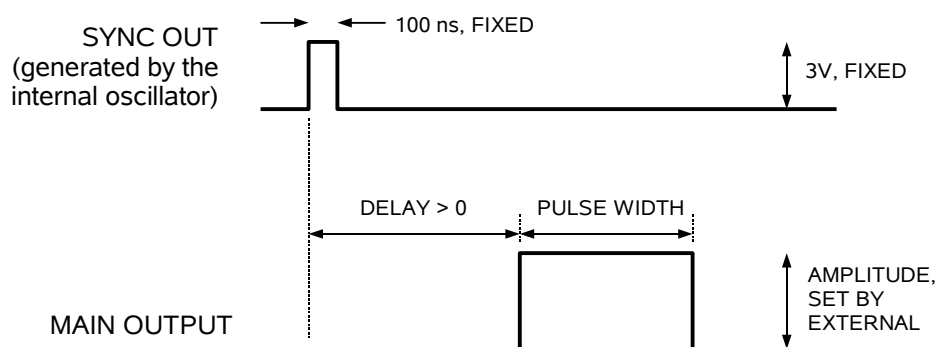 100 ns, FIXED
SYNC OUT
(generated by the
internal oscillator)
3V, FIXED
DELAY > 0
PULSE WIDTH
MAIN OUTPUT
AMPLITUDE,
SET BY
EXTERNAL